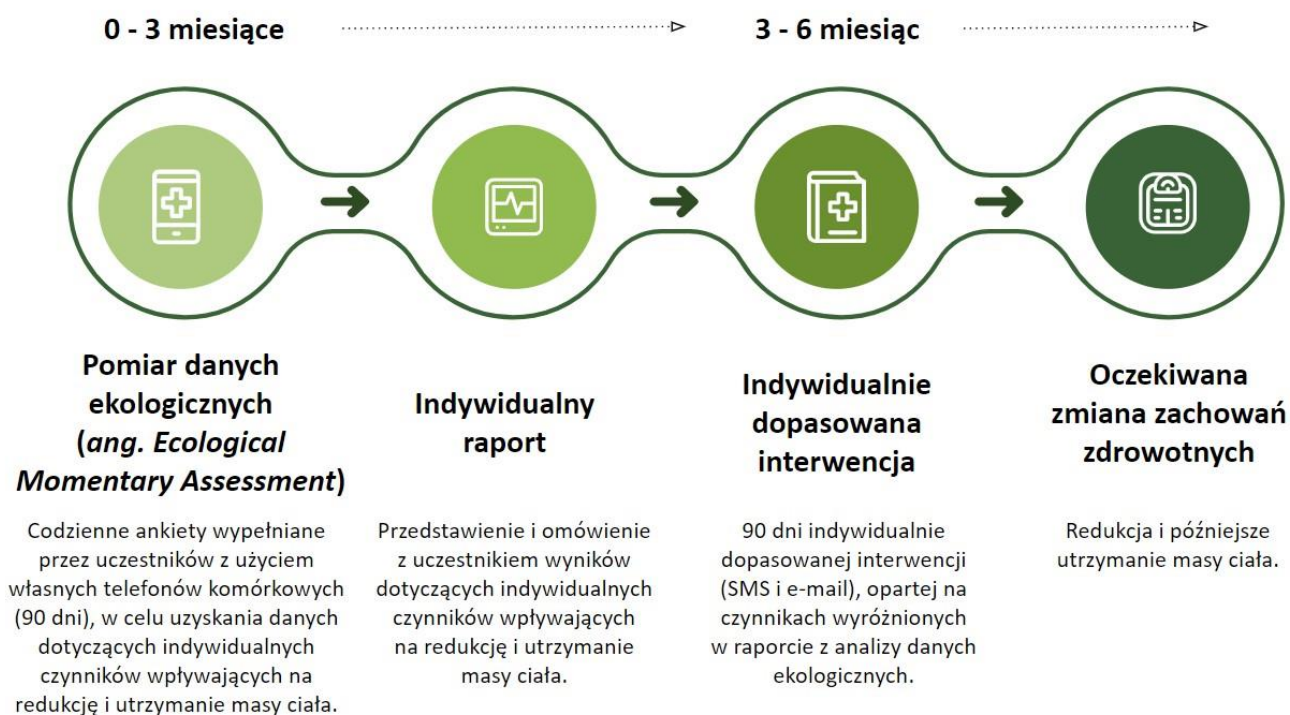 0 - 3 miesiące
3 - 6 miesiąc
Pomiar danych
ekologicznych
(ang. Ecological
Momentary Assessment)
Codzienne ankiety wypełniane
przez uczestników z użyciem
własnych telefonów komórkowych
(90 dni), w celu uzyskania danych
dotyczących indywidualnych
czynników wpływających na
redukcję i utrzymanie masy ciała.
Indywidualny
raport
Przedstawienie i omówienie
z uczestnikiem wyników
dotyczących indywidualnych
czynników wpływających
na redukcję i utrzymanie
masy ciała.
Indywidualnie
dopasowana
interwencja
90 dni indywidualnie
dopasowanej interwencji
(SMS i e-mail), opartej na
czynnikach wyróżnionych
w raporcie z analizy danych
ekologicznych.
Oczekiwana
zmiana zachowań
zdrowotnych
Redukcja i późniejsze
utrzymanie masy ciała.